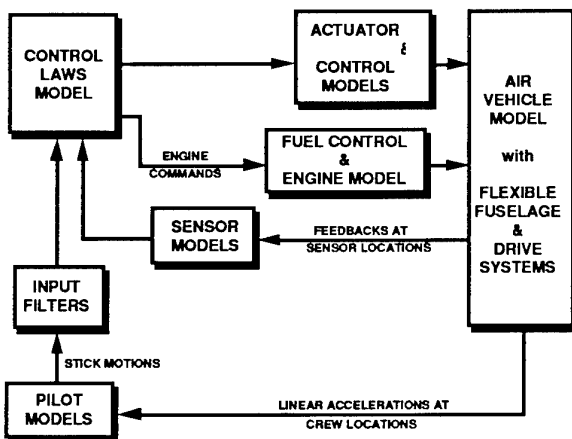 CONTROL
LAWS
MODEL
ACTUATOR
&
CONTROL
MODELS
AIR
VEHICLE
MODEL
with
FLEXIBLE
FUSELAGE
&
DRIVE
SYSTEMS
ENGINE
COMMANDS
FUEL CONTROL
&
ENGINE MODEL
SENSOR
MODELS
FEEDBACKS AT
SENSOR LOCATIONS
INPUT
FILTERS
STICK MOTIONS
PILOT
MODELS
LINEAR ACCELERATIONS AT
CREW LOCATIONS